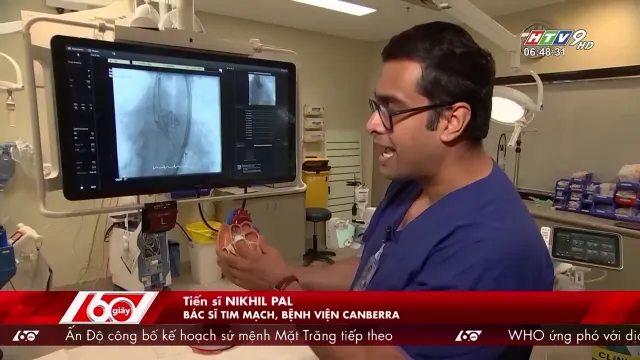 HTV9 HD
06:48:31
60 giây
Tiến sĩ NIKHIL PAL
BÁC SĨ TIM MẠCH, BỆNH VIỆN CANBERRA
Ấn Độ công bố kế hoạch sứ mệnh Mặt Trăng tiếp theo
WHO ứng phó với dị